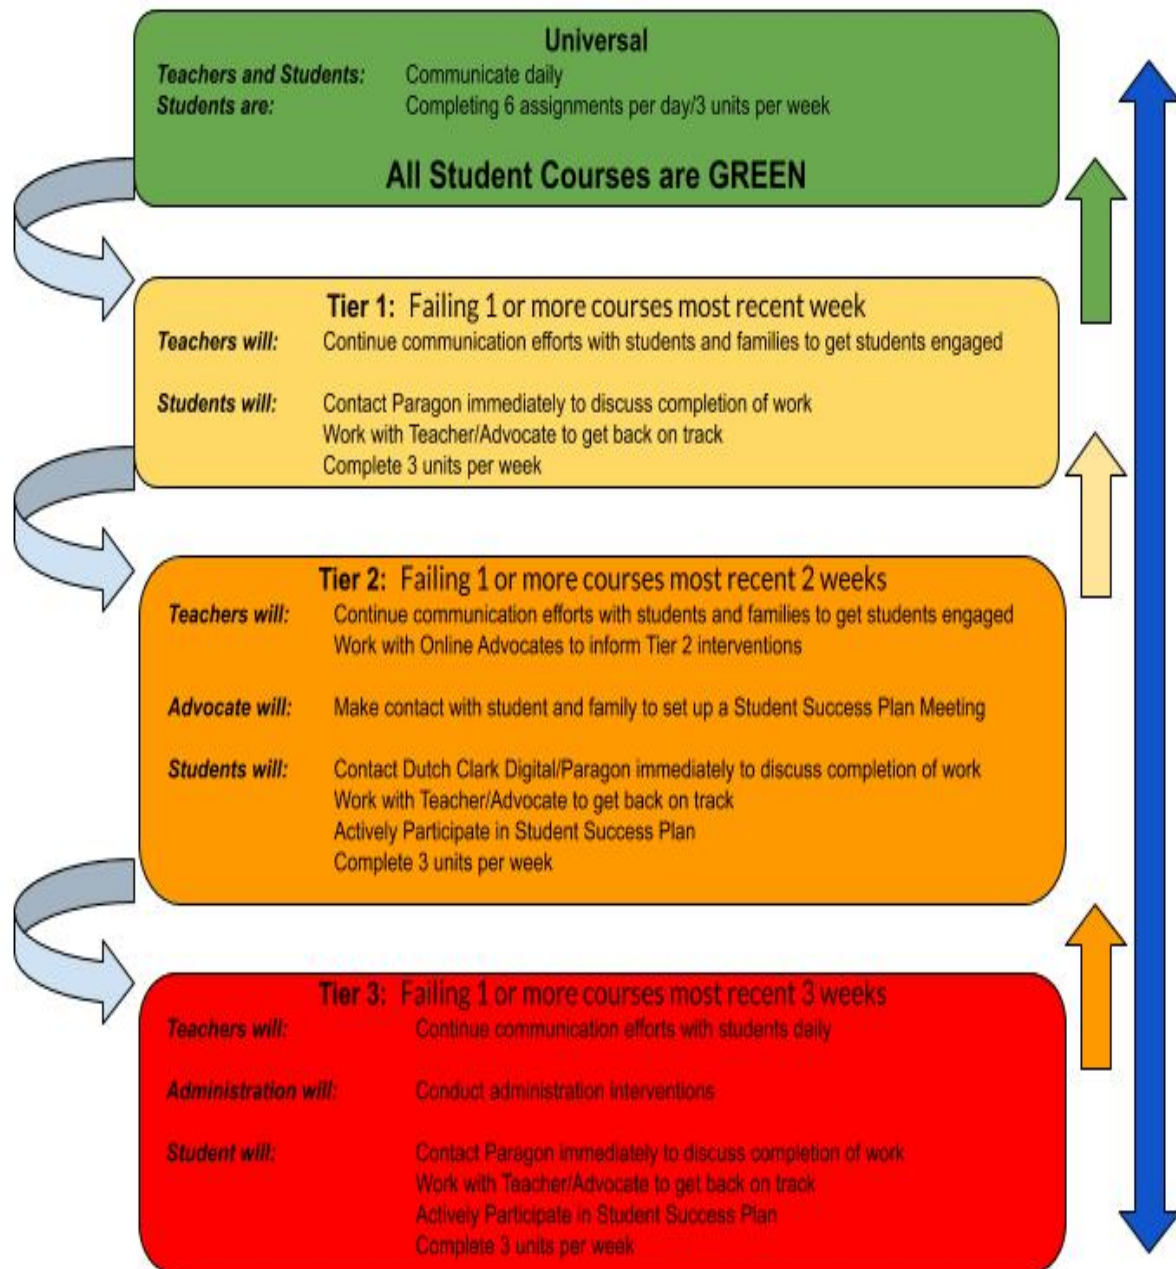 Universal
Teachers and Students: Communicate daily
Students are: Completing 6 assignments per day/3 units per week
All Student Courses are GREEN
Tier 1: Failing 1 or more courses most recent week
Teachers will: Continue communication efforts with students and families to get students engaged
Students will: Contact Paragon immediately to discuss completion of work
Work with Teacher/Advocate to get back on track
Complete 3 units per week
Tier 2: Failing 1 or more courses most recent 2 weeks
Teachers will: Continue communication efforts with students and families to get students engaged
Work with Online Advocates to inform Tier 2 interventions
Advocate will: Make contact with student and family to set up a Student Success Plan Meeting
Students will: Contact Dutch Clark Digital/Paragon immediately to discuss completion of work
Work with Teacher/Advocate to get back on track
Actively Participate in Student Success Plan
Complete 3 units per week
Tier 3: Failing 1 or more courses most recent 3 weeks
Teachers will: Continue communication efforts with students daily
Administration will: Conduct administration interventions
Student will: Contact Paragon immediately to discuss completion of work
Work with Teacher/Advocate to get back on track
Actively Participate in Student Success Plan
Complete 3 units per week